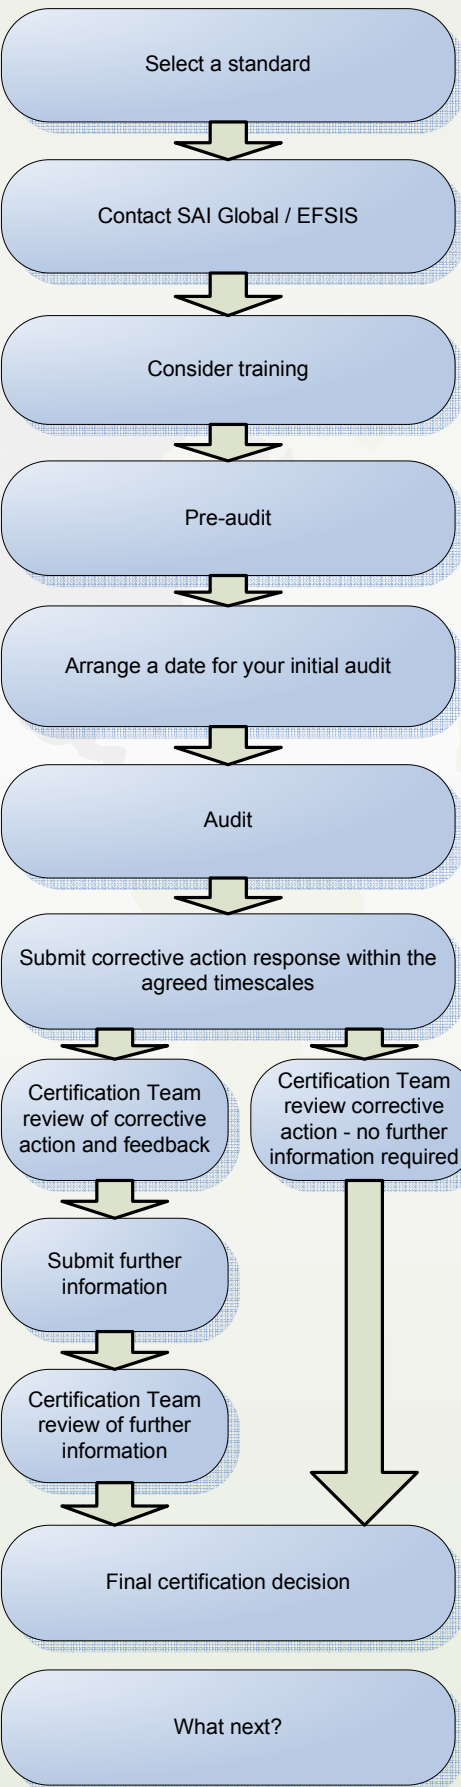 Select a standard
Contact SAI Global / EFSIS
Consider training
Pre-audit
Arrange a date for your initial audit
Audit
Submit corrective action response within the
agreed timescales
Certification Team
review of corrective
action and feedback
Certification Team
review corrective
action - no further
information required
Submit further
information
Certification Team
review of further
information
Final certification decision
What next?